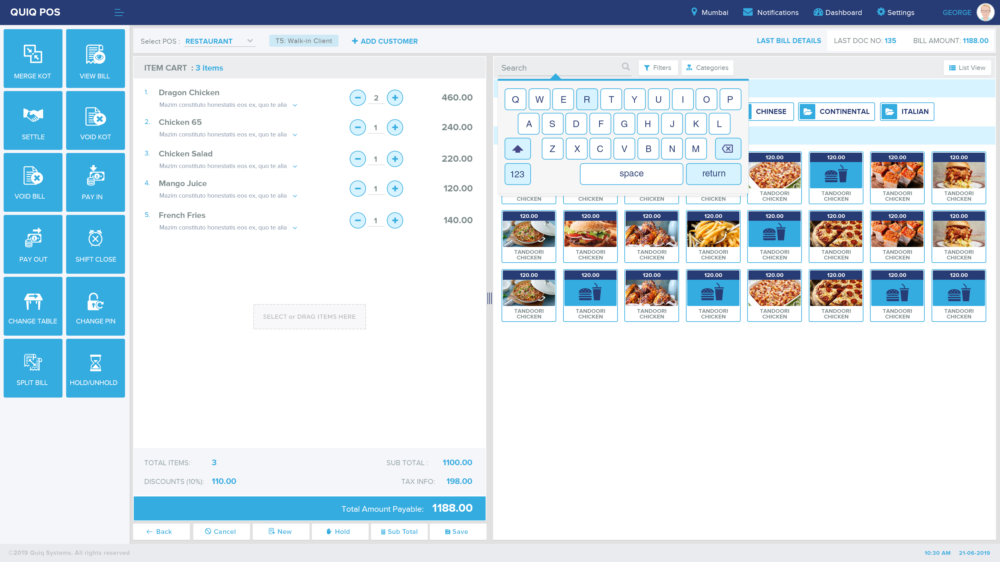 QUIQ POS
Mumbai
Notifications
Dashboard
Settings
GEORGE
MERGE KOT
VIEW BILL
SETTLE
VOID KOT
VOID BILL
PAY IN
PAY OUT
SHIFT CLOSE
CHANGE TABLE
CHANGE PIN
SPLIT BILL
HOLD/UNHOLD
Select POS : RESTAURANT
T5: Walk-in Client
+ ADD CUSTOMER
LAST BILL DETAILS
LAST DOC NO: 135
BILL AMOUNT: 1188.00
ITEM CART : 3 items
1. Dragon Chicken 2 460.00
Mazim constituto honestatis eos ex, quo te alia
2. Chicken 65 1 240.00
Mazim constituto honestatis eos ex, quo te alia
3. Chicken Salad 1 220.00
Mazim constituto honestatis eos ex, quo te alia
4. Mango Juice 1 120.00
Mazim constituto honestatis eos ex, quo te alia
5. French Fries 1 140.00
Mazim constituto honestatis eos ex, quo te alia
SELECT or DRAG ITEMS HERE
TOTAL ITEMS: 3
SUB TOTAL : 1100.00
DISCOUNTS (10%): 110.00
TAX INFO: 198.00
Total Amount Payable: 1188.00
Back
Cancel
New
Hold
Sub Total
Save
Search
Filters
Categories
List View
Q W E R T Y U I O P
A S D F G H J K L
Z X C V B N M
123 space return
CHINESE
CONTINENTAL
ITALIAN
120.00 120.00 120.00 120.00
TANDOORI TANDOORI TANDOORI TANDOORI
CHICKEN CHICKEN CHICKEN CHICKEN CHICKEN CHICKEN CHICKEN CHICKEN
120.00 120.00 120.00 120.00 120.00 120.00 120.00 120.00
TANDOORI TANDOORI TANDOORI TANDOORI TANDOORI TANDOORI TANDOORI TANDOORI
CHICKEN CHICKEN CHICKEN CHICKEN CHICKEN CHICKEN CHICKEN CHICKEN
120.00 120.00 120.00 120.00 120.00 120.00 120.00 120.00
TANDOORI TANDOORI TANDOORI TANDOORI TANDOORI TANDOORI TANDOORI TANDOORI
CHICKEN CHICKEN CHICKEN CHICKEN CHICKEN CHICKEN CHICKEN CHICKEN
©2019 Quiq Systems. All rights reserved
10:30 AM 21-06-2019